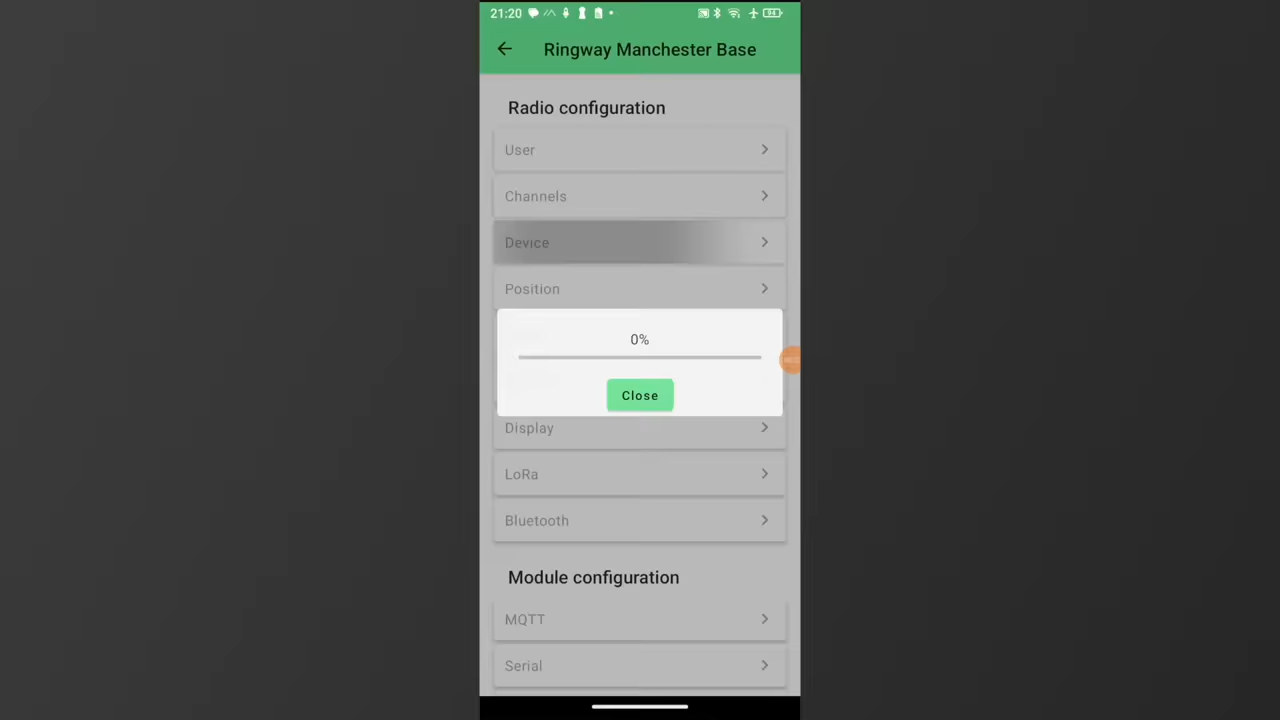 21:20
94
Ringway Manchester Base
Radio configuration
User
Channels
Device
Position
0%
Close
Display
LoRa
Bluetooth
Module configuration
MQTT
Serial